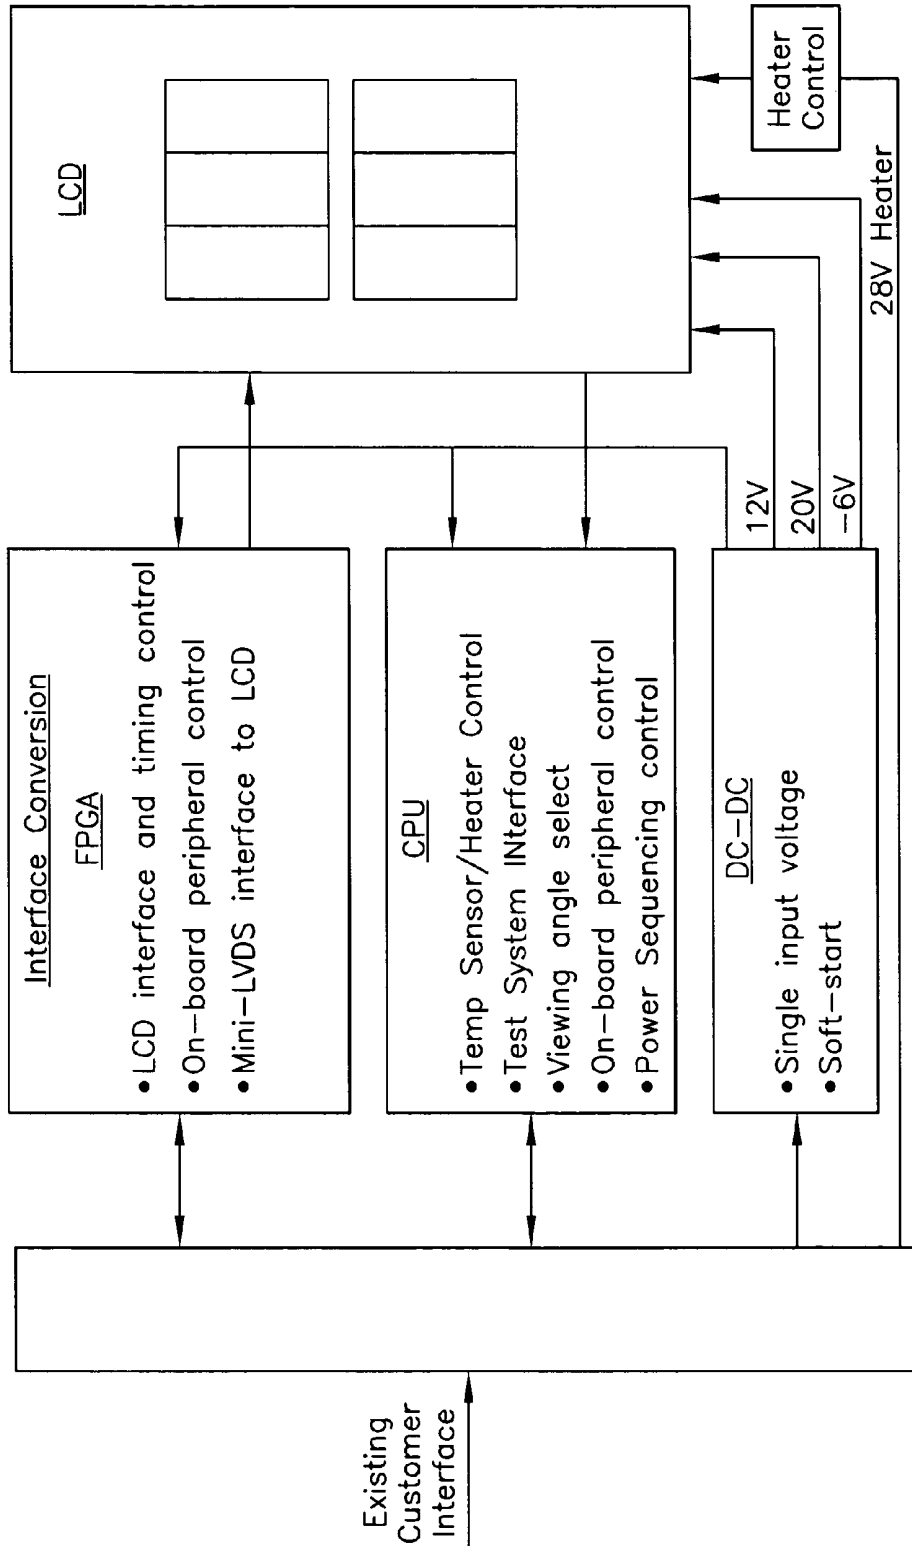 Existing
Customer
Interface
Interface Conversion
FPGA
•LCD interface and timing control
•On-board peripheral control
•Mini-LVDS interface to LCD
CPU
•Temp Sensor/Heater Control
•Test System INterface
•Viewing angle select
•On-board peripheral control
•Power Sequencing control
DC-DC
•Single input voltage
•Soft-start
12V
20V
-6V
28V Heater
LCD
Heater
Control